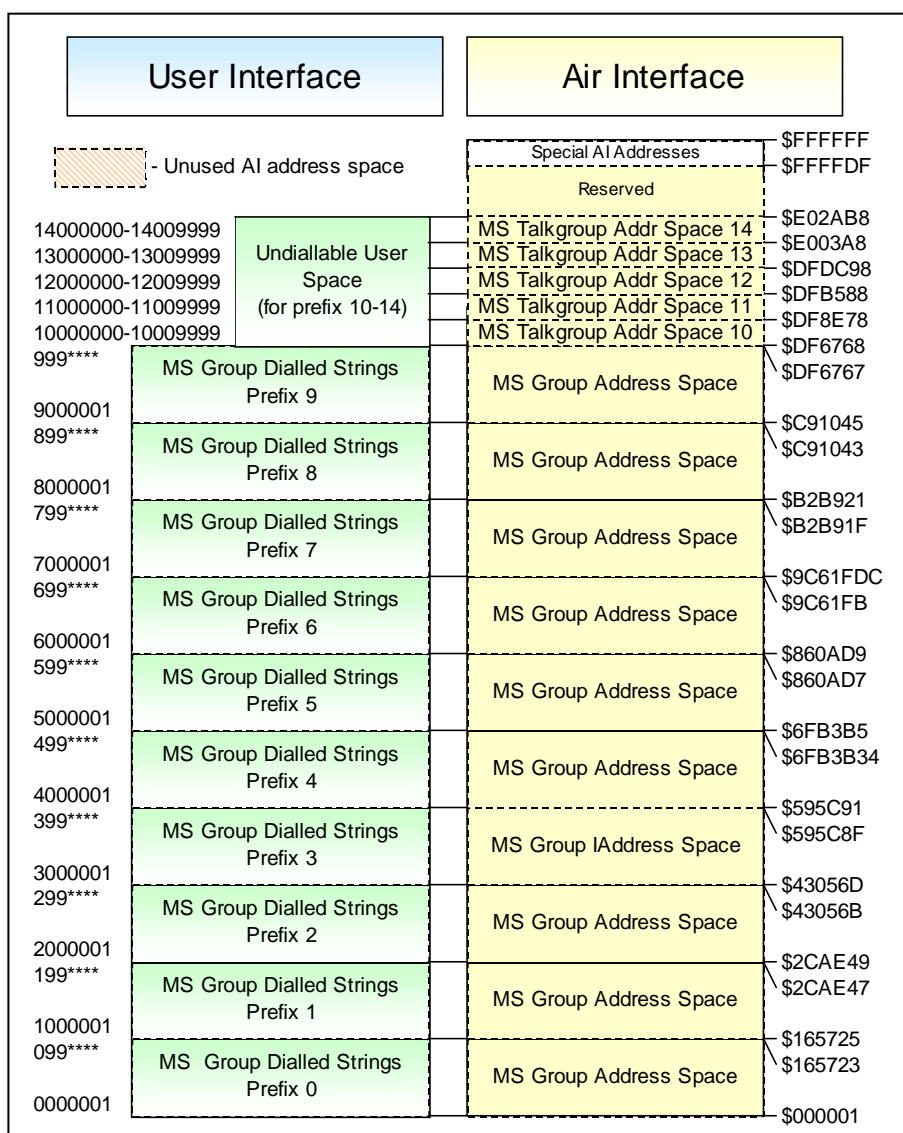 User Interface
Air Interface
- Unused AI address space
Special AI Addresses
Reserved
$FFFFFF
$FFFFDF
14000000-14009999
13000000-13009999
12000000-12009999
11000000-11009999
10000000-10009999
Undiallable User
Space
(for prefix 10-14)
MS Talkgroup Addr Space 14
MS Talkgroup Addr Space 13
MS Talkgroup Addr Space 12
MS Talkgroup Addr Space 11
MS Talkgroup Addr Space 10
$E02AB8
$E003A8
$DFDC98
$DFB588
$DF8E78
$DF6768
999****
MS Group Dialled Strings
Prefix 9
MS Group Address Space
$DF6767
9000001
$C91045
899****
MS Group Dialled Strings
Prefix 8
MS Group Address Space
$C91043
8000001
$B2B921
799****
MS Group Dialled Strings
Prefix 7
MS Group Address Space
$B2B91F
7000001
$9C61FDC
699****
MS Group Dialled Strings
Prefix 6
MS Group Address Space
$9C61FB
6000001
$860AD9
599****
MS Group Dialled Strings
Prefix 5
MS Group Address Space
$860AD7
5000001
$6FB3B5
499****
MS Group Dialled Strings
Prefix 4
MS Group Address Space
$6FB3B34
4000001
$595C91
399****
MS Group Dialled Strings
Prefix 3
MS Group IAddress Space
$595C8F
3000001
$43056D
299****
MS Group Dialled Strings
Prefix 2
MS Group Address Space
$43056B
2000001
$2CAE49
199****
MS Group Dialled Strings
Prefix 1
MS Group Address Space
$2CAE47
1000001
$165725
099****
MS Group Dialled Strings
Prefix 0
MS Group Address Space
$165723
0000001
$000001